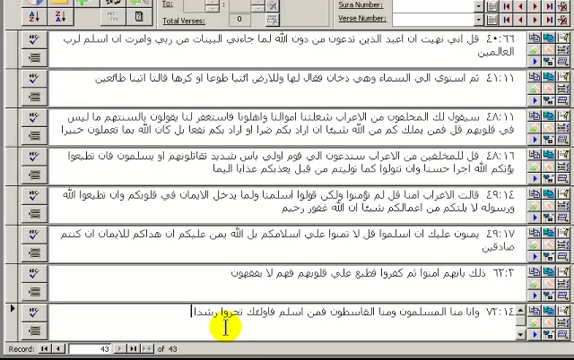 To:
Total Verses:
0
Sura Number:
Verse Number:
٤٠:٦٦ قل اني نهيت ان اعبد الذين تدعون من دون الله لما جاءني البينات من ربي وامرت ان اسلم لرب
العالمين
٤١:١١ ثم استوي الي السماء وهي دخان فقال لها وللارض ائتيا طوعا او كرها قالتا اتينا طائعين
٤٨:١١ سيقول لك المخلفون من الاعراب شغلتنا اموالنا واهلونا فاستغفر لنا يقولون بالسنتهم ما ليس
في قلوبهم قل فمن يملك لكم من الله شيئا ان اراد بكم ضرا او اراد بكم نفعا بل كان الله بما تعملون خبيرا
٤٨:١٦ قل للمخلفين من الاعراب ستدعون الي قوم اولي باس شديد تقاتلونهم او يسلمون فان تطيعوا
يؤتكم الله اجرا حسنا وان تتولوا كما توليتم من قبل يعذبكم عذابا اليما
٤٩:١٤ قالت الاعراب امنا قل لم تؤمنوا ولكن قولوا اسلمنا ولما يدخل الايمان في قلوبكم وان تطيعوا الله
ورسوله لا يلتكم من اعمالكم شيئا ان الله غفور رحيم
٤٩:١٧ يمنون عليك ان اسلموا قل لا تمنوا علي اسلامكم بل الله يمن عليكم ان هداكم للايمان ان كنتم
صادقين
٦٣:٣ ذلك بانهم امنوا ثم كفروا فطبع علي قلوبهم فهم لا يفقهون
٧٢:١٤ وانا منا المسلمون ومنا القاسطون فمن اسلم فاولئك تحروا رشدا
Record: 43 of 43